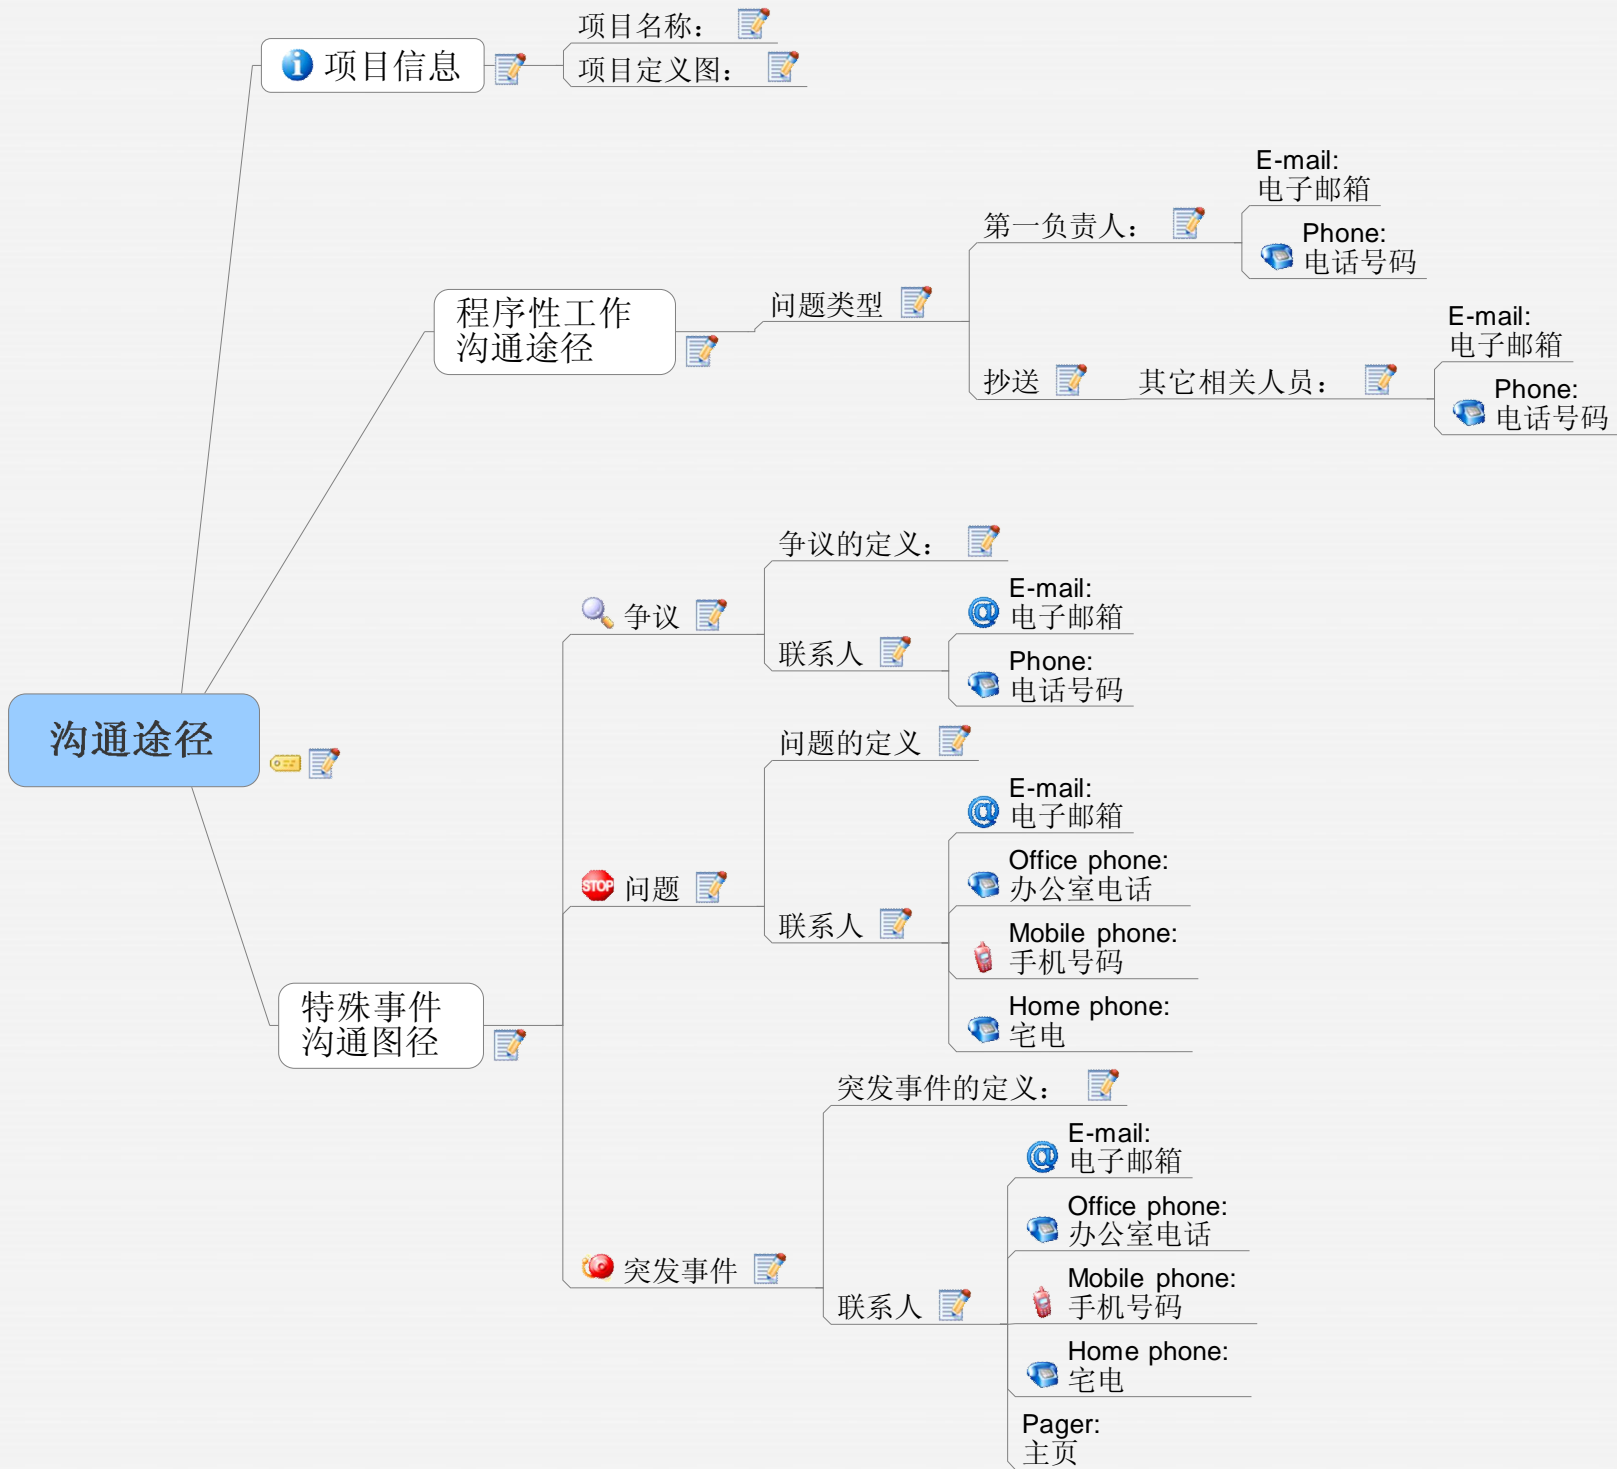 项目信息
项目名称：
项目定义图：
程序性工作
沟通途径
问题类型
第一负责人：
E-mail:
电子邮箱
Phone:
电话号码
抄送
其它相关人员：
E-mail:
电子邮箱
Phone:
电话号码
沟通途径
特殊事件
沟通图径
争议
争议的定义：
联系人
E-mail:
电子邮箱
Phone:
电话号码
STOP
问题
问题的定义
联系人
E-mail:
电子邮箱
Office phone:
办公室电话
Mobile phone:
手机号码
Home phone:
宅电
突发事件
突发事件的定义：
联系人
E-mail:
电子邮箱
Office phone:
办公室电话
Mobile phone:
手机号码
Home phone:
宅电
Pager:
主页